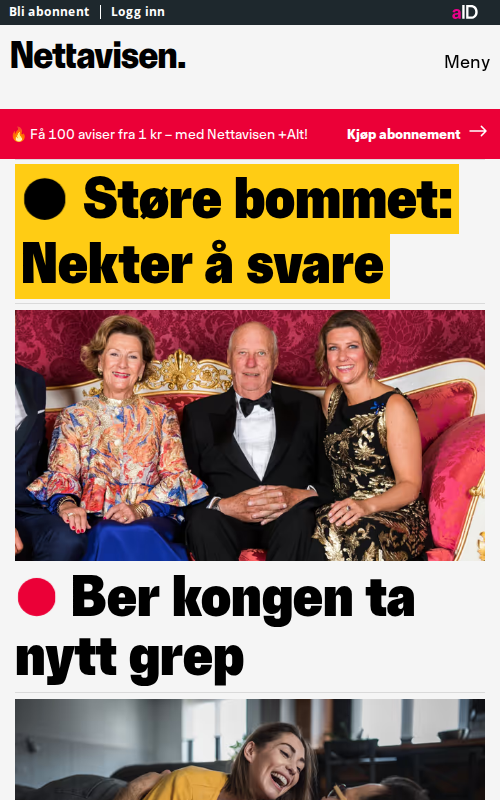 Bli abonnent | Logg inn
aID
Nettavisen.
Meny
🔥 Få 100 aviser fra 1 kr – med Nettavisen +Alt!
Kjøp abonnement →
Støre bommet:
Nekter å svare
Ber kongen ta
nytt grep